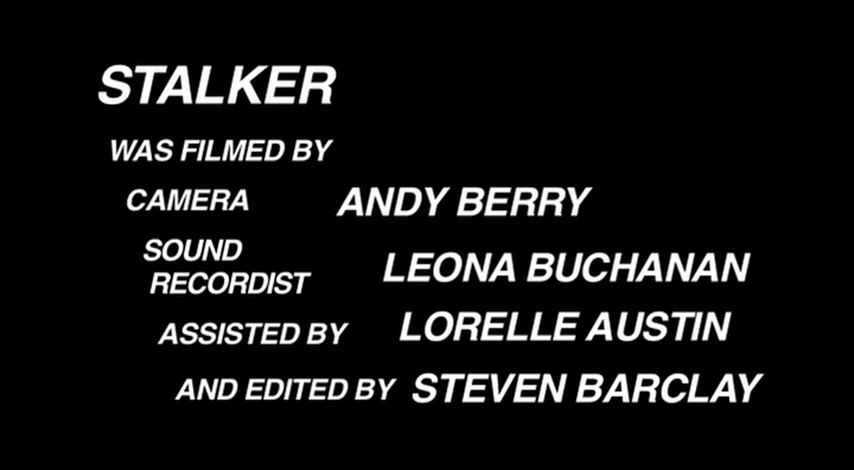 STALKER
WAS FILMED BY
CAMERA ANDY BERRY
SOUND
RECORDIST LEONA BUCHANAN
ASSISTED BY LORELLE AUSTIN
AND EDITED BY STEVEN BARCLAY